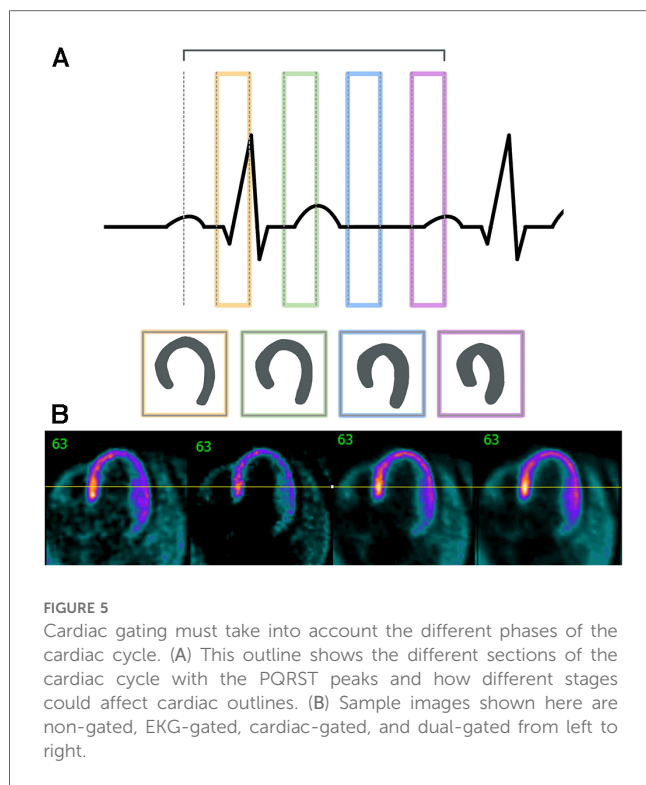 A
B
63
63
63
63
FIGURE 5
Cardiac gating must take into account the different phases of the
cardiac cycle. (A) This outline shows the different sections of the
cardiac cycle with the PQRST peaks and how different stages
could affect cardiac outlines. (B) Sample images shown here are
non-gated, EKG-gated, cardiac-gated, and dual-gated from left to
right.